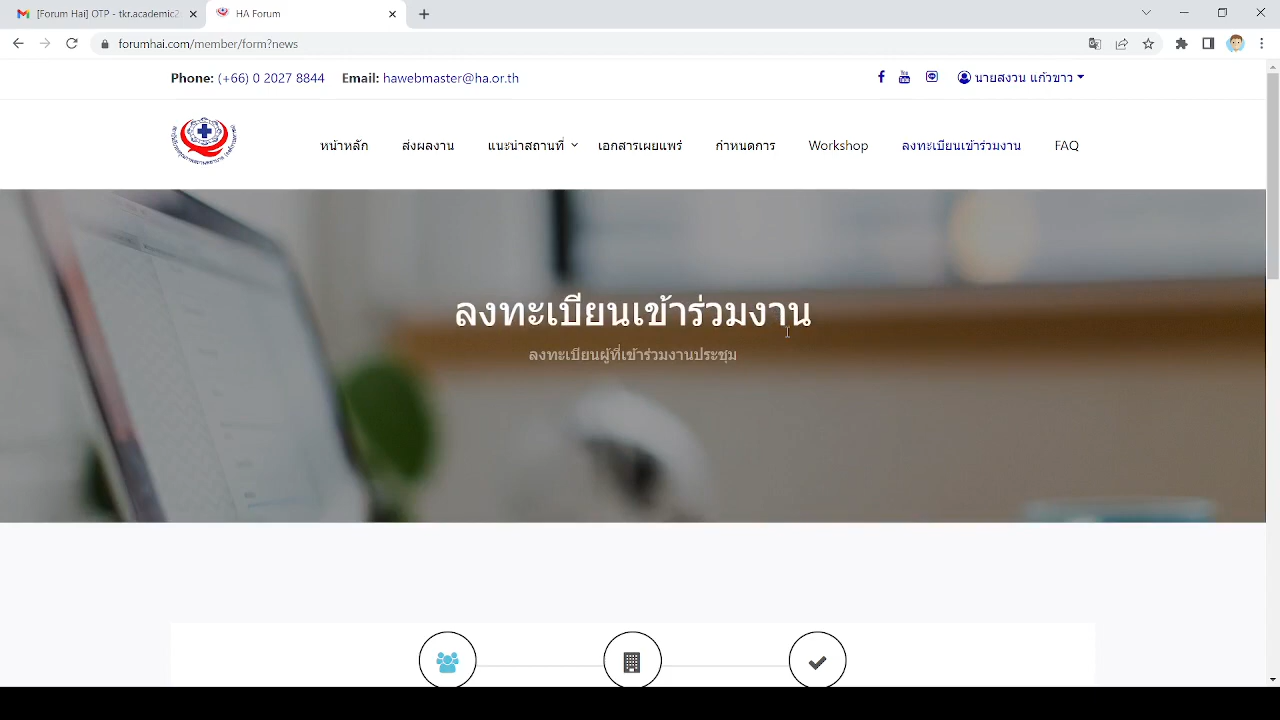 [Forum Hai] OTP - tkr.academic2
HA Forum
forumhai.com/member/form?news
Phone: (+66) 0 2027 8844 Email: hawebmaster@ha.or.th
นายสงวน แก้วขาว
หน้าหลัก ส่งผลงาน แนะนำสถานที่ เอกสารเผยแพร่ กำหนดการ Workshop ลงทะเบียนเข้าร่วมงาน FAQ
ลงทะเบียนเข้าร่วมงาน
ลงทะเบียนผู้ที่เข้าร่วมงานประชุม